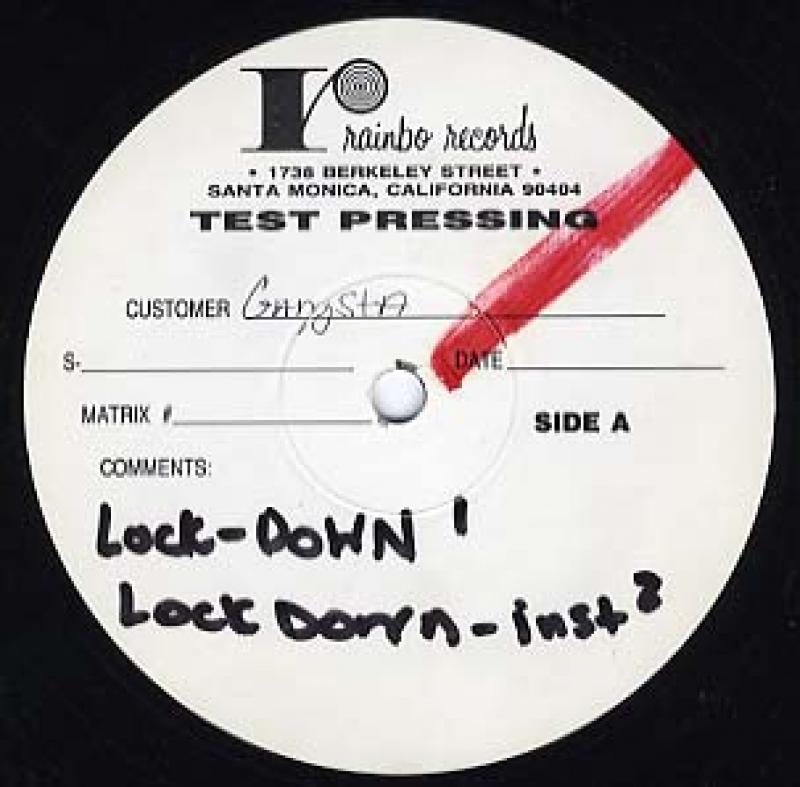 r rainbo records
• 1738 BERKELEY STREET •
SANTA MONICA, CALIFORNIA 90404
TEST PRESSING
CUSTOMER Gangsta
S- DATE
MATRIX #
SIDE A
COMMENTS:
Lock-DOWN 1
Lock Down-inst 2